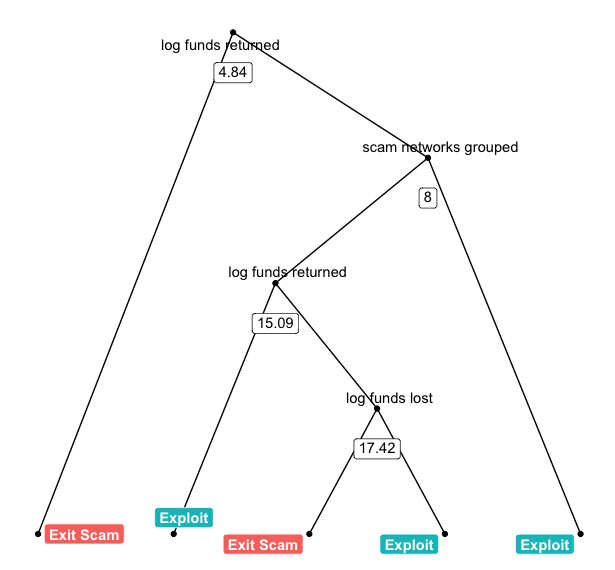 log funds returned
4.84
scam networks grouped
8
log funds returned
15.09
log funds lost
17.42
Exploit
Exit Scam
Exit Scam
Exploit
Exploit